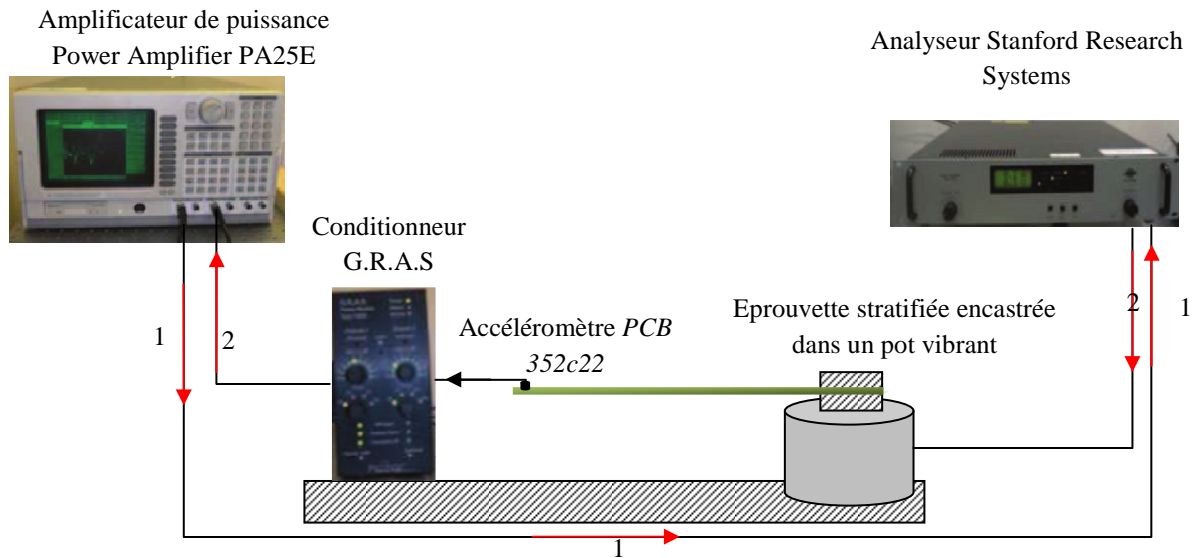 Amplificateur de puissance
Power Amplifier PA25E
Analyseur Stanford Research
Systems
Conditionneur
G.R.A.S
Accéléromètre PCB
352c22
Eprouvette stratifiée encastrée
dans un pot vibrant
1
2
2
1
1
G.R.A.S.